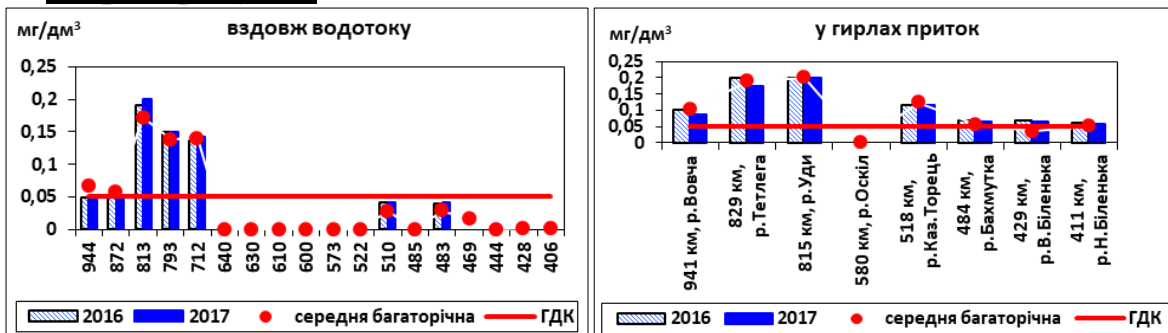 мг/дм³
вздовж водотоку
0,25
0,2
0,15
0,1
0,05
0
944
872
813
793
712
640
630
610
600
573
522
510
485
483
469
444
428
406
2016
2017
середня багаторічна
ГДК
мг/дм³
у гирлах приток
0,25
0,2
0,15
0,1
0,05
0
941 км, р.Вовча
829 км,
р.Тетлега
815 км, р.Уди
580 км, р.Оскіл
518 км,
р.Каз.Торець
484 км,
р.Бахмутка
429 км,
р.В.Біленька
411 км,
р.Н.Біленька
2016
2017
середня багаторічна
ГДК